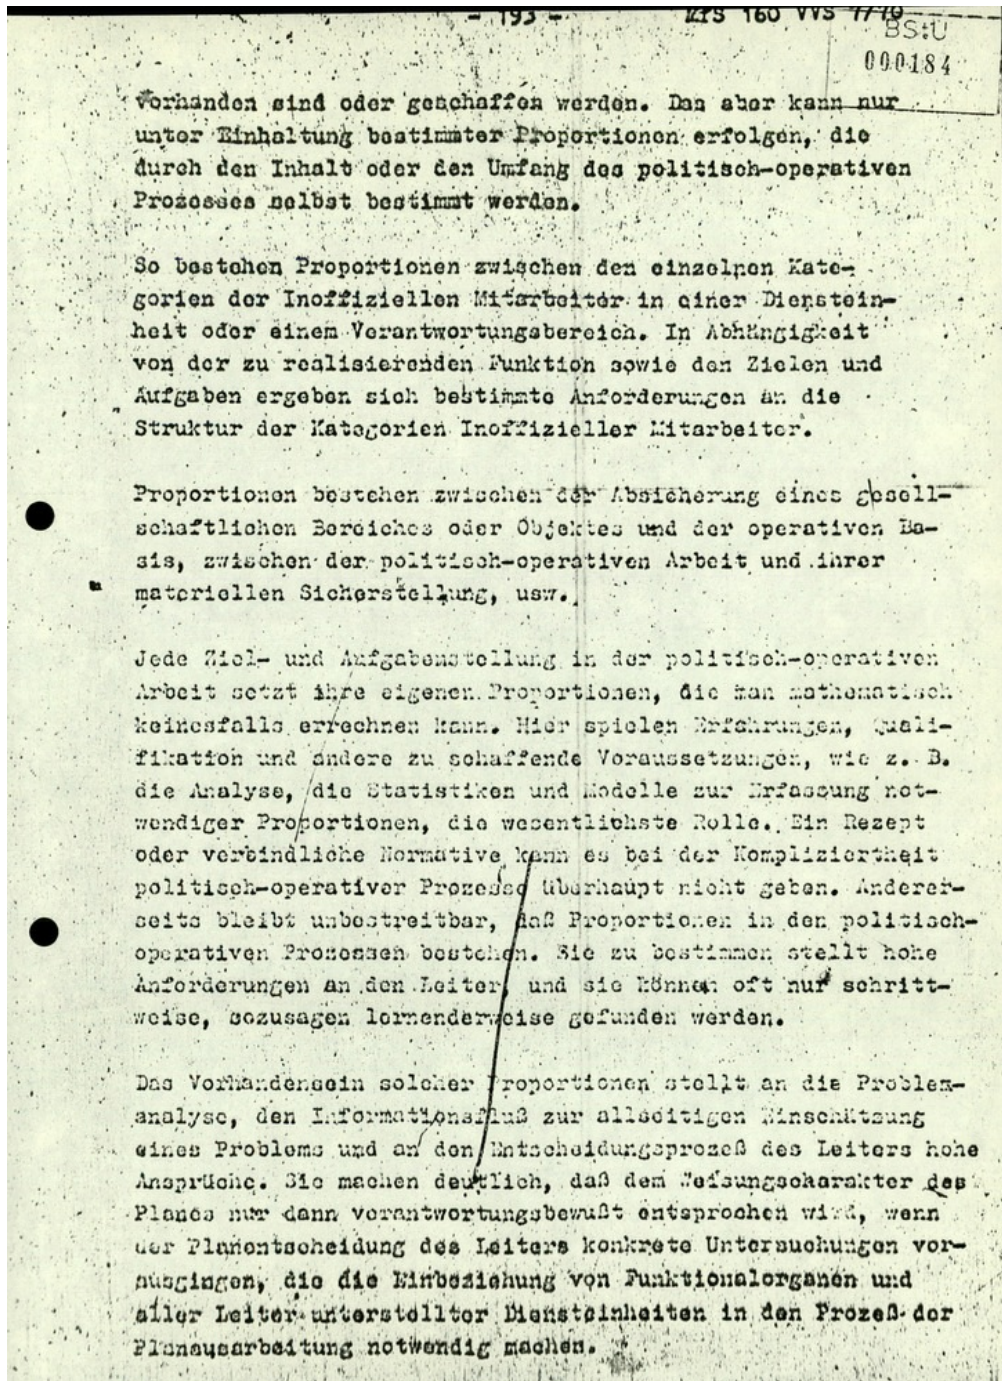 - 193 - MfS 160 VVS 7/70
BStU
000184
vorhanden sind oder geschaffen werden. Das aber kann nur
unter Einhaltung bestimmter Proportionen erfolgen, die
durch den Inhalt oder den Umfang des politisch-operativen
Prozesses selbst bestimmt werden.
So bestehen Proportionen zwischen den einzelnen Kate-
gorien der Inoffiziellen Mitarbeiter in einer Dienstein-
heit oder einem Verantwortungsbereich. In Abhängigkeit
von der zu realisierenden Funktion sowie den Zielen und
Aufgaben ergeben sich bestimmte Anforderungen an die
Struktur der Kategorien Inoffizieller Mitarbeiter.
Proportionen bestehen zwischen der Absicherung eines gesell-
schaftlichen Bereiches oder Objektes und der operativen Ba-
sis, zwischen der politisch-operativen Arbeit und ihrer
materiellen Sicherstellung, usw.
Jede Ziel- und Aufgabenstellung in der politisch-operativen
Arbeit setzt ihre eigenen Proportionen, die man mathematisch
keinesfalls errechnen kann. Hier spielen Erfahrungen, Quali-
fikation und andere zu schaffende Voraussetzungen, wie z. B.
die Analyse, die Statistiken und Modelle zur Erfassung not-
wendiger Proportionen, die wesentlichste Rolle. Ein Rezept
oder verbindliche Normative kann es bei der Kompliziertheit
politisch-operativer Prozesse überhaupt nicht geben. Anderer-
seits bleibt unbestreitbar, daß Proportionen in den politisch-
operativen Prozessen bestehen. Sie zu bestimmen stellt hohe
Anforderungen an den Leiter, und sie können oft nur schritt-
weise, sozusagen lernenderweise gefunden werden.
Das Vorhandensein solcher Proportionen stellt an die Problem-
analyse, den Informationsfluß zur allseitigen Einschätzung
eines Problems und an den Entscheidungsprozeß des Leiters hohe
Ansprüche. Sie machen deutlich, daß dem Weisungscharakter des
Planes nur dann verantwortungsbewußt entsprochen wird, wenn
der Planentscheidung des Leiters konkrete Untersuchungen vor-
ausgingen, die die Einbeziehung von Funktionalorganen und
aller Leiter unterstellter Diensteinheiten in den Prozeß der
Planausarbeitung notwendig machen.